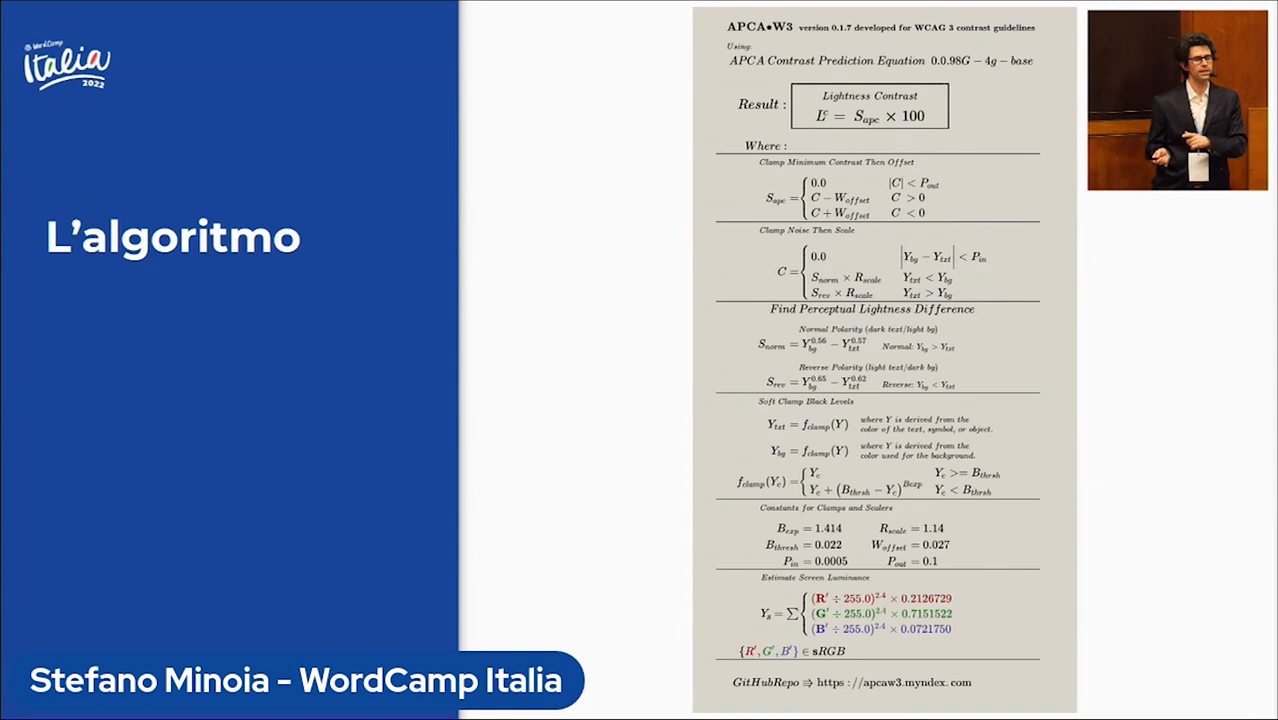 WordCamp
Italia
2022
L'algoritmo
APCA•W3 version 0.1.7 developed for WCAG 3 contrast guidelines
Using:
APCA Contrast Prediction Equation 0.0.98G − 4g − base
Result :
Lightness Contrast
Lᶜ = S_apc × 100
Where :
Clamp Minimum Contrast Then Offset
S_apc = { 0.0 |C| < P_out
C − W_offset C > 0
C + W_offset C < 0
Clamp Noise Then Scale
C = { 0.0 |Y_bg − Y_txt| < P_in
S_norm × R_scale Y_txt < Y_bg
S_rev × R_scale Y_txt > Y_bg
Find Perceptual Lightness Difference
Normal Polarity (dark text/light bg)
S_norm = Y_bg^0.56 − Y_txt^0.57 Normal: Y_bg > Y_txt
Reverse Polarity (light text/dark bg)
S_rev = Y_bg^0.65 − Y_txt^0.62 Reverse: Y_bg < Y_txt
Soft Clamp Black Levels
Y_txt = f_clamp(Y) where Y is derived from the
color of the text, symbol, or object.
Y_bg = f_clamp(Y) where Y is derived from the
color used for the background.
f_clamp(Y_c) = { Y_c Y_c >= B_thrsh
Y_c + (B_thrsh − Y_c)^Bexp Y_c < B_thrsh
Constants for Clamps and Scalers
B_exp = 1.414 R_scale = 1.14
B_thresh = 0.022 W_offset = 0.027
P_in = 0.0005 P_out = 0.1
Estimate Screen Luminance
Y_s = ∑ { (R′ ÷ 255.0)^2.4 × 0.2126729
(G′ ÷ 255.0)^2.4 × 0.7151522
(B′ ÷ 255.0)^2.4 × 0.0721750
{R′, G′, B′} ∈ sRGB
GitHubRepo ⇛ https : //apcaw3.myndex. com
Stefano Minoia - WordCamp Italia